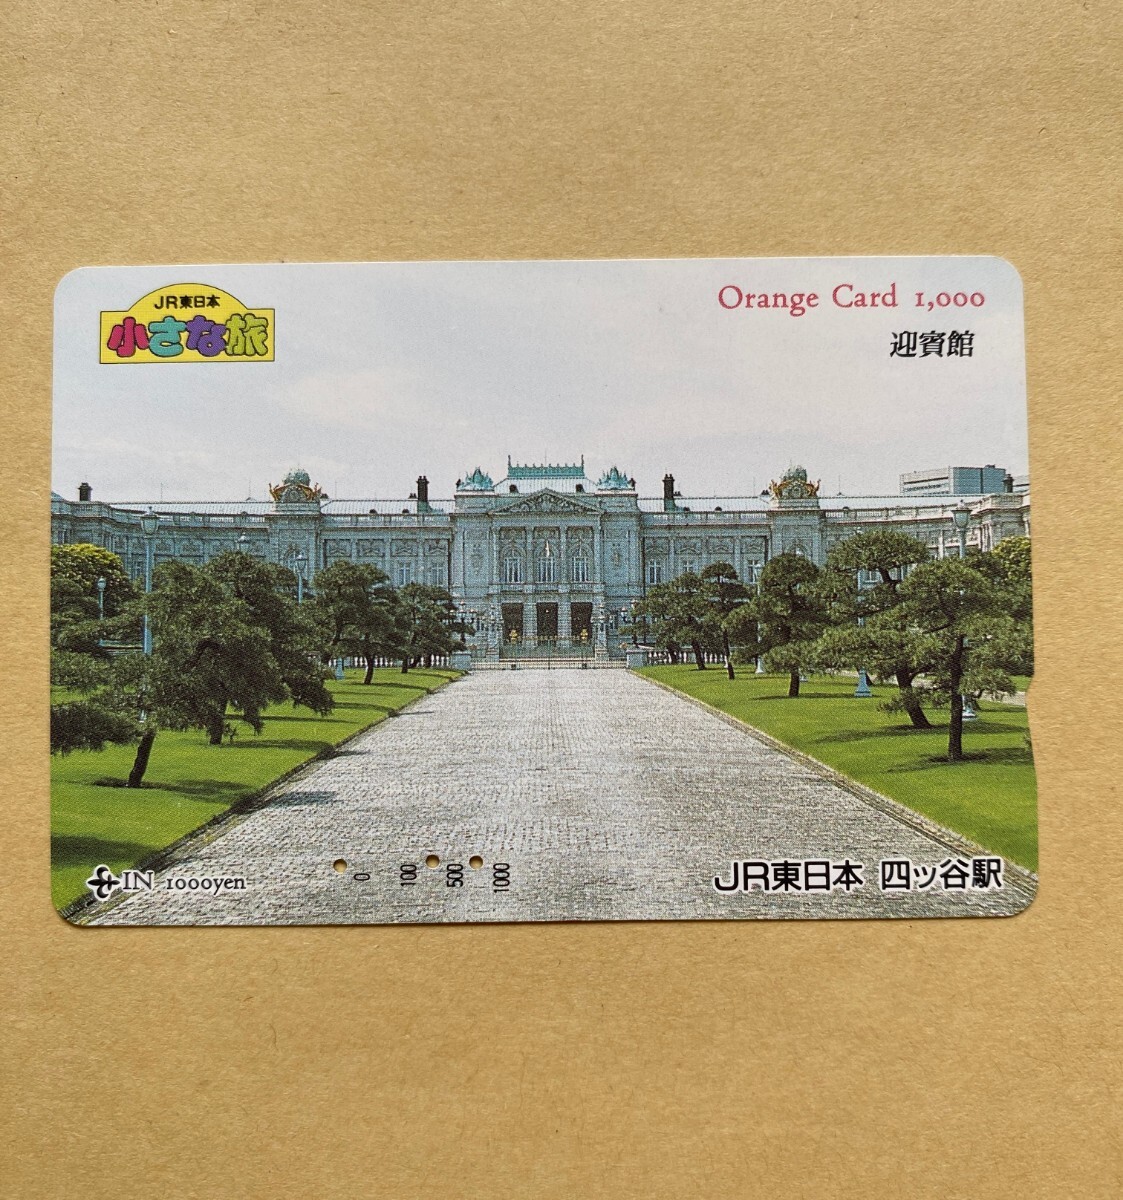 JR東日本
小さな旅
Orange Card 1,000
迎賓館
IN 1000yen
0 100 500 1000
JR東日本 四ッ谷駅